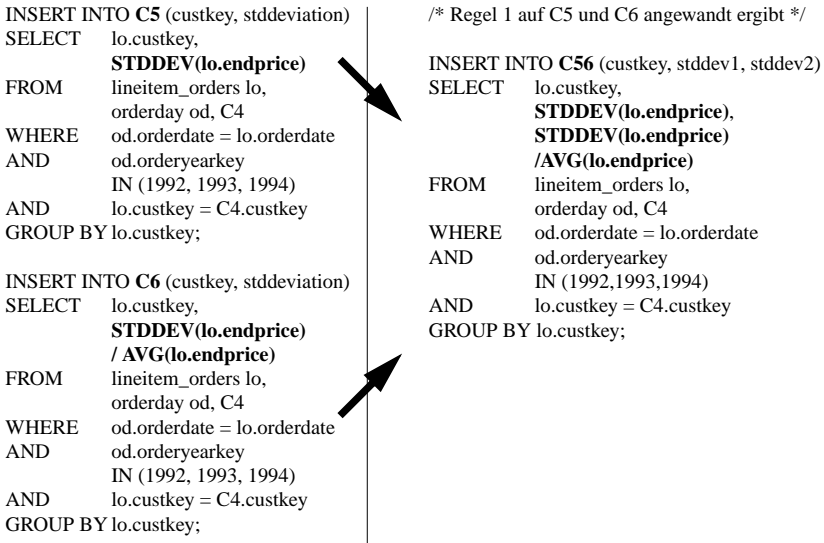 INSERT INTO C5 (custkey, stddeviation)
SELECT lo.custkey,
STDDEV(lo.endprice)
FROM lineitem_orders lo,
orderday od, C4
WHERE od.orderdate = lo.orderdate
AND od.orderyearkey
IN (1992, 1993, 1994)
AND lo.custkey = C4.custkey
GROUP BY lo.custkey;
INSERT INTO C6 (custkey, stddeviation)
SELECT lo.custkey,
STDDEV(lo.endprice)
/ AVG(lo.endprice)
FROM lineitem_orders lo,
orderday od, C4
WHERE od.orderdate = lo.orderdate
AND od.orderyearkey
IN (1992, 1993, 1994)
AND lo.custkey = C4.custkey
GROUP BY lo.custkey;
/* Regel 1 auf C5 und C6 angewandt ergibt */
INSERT INTO C56 (custkey, stddev1, stddev2)
SELECT lo.custkey,
STDDEV(lo.endprice),
STDDEV(lo.endprice)
/AVG(lo.endprice)
FROM lineitem_orders lo,
orderday od, C4
WHERE od.orderdate = lo.orderdate
AND od.orderyearkey
IN (1992,1993,1994)
AND lo.custkey = C4.custkey
GROUP BY lo.custkey;